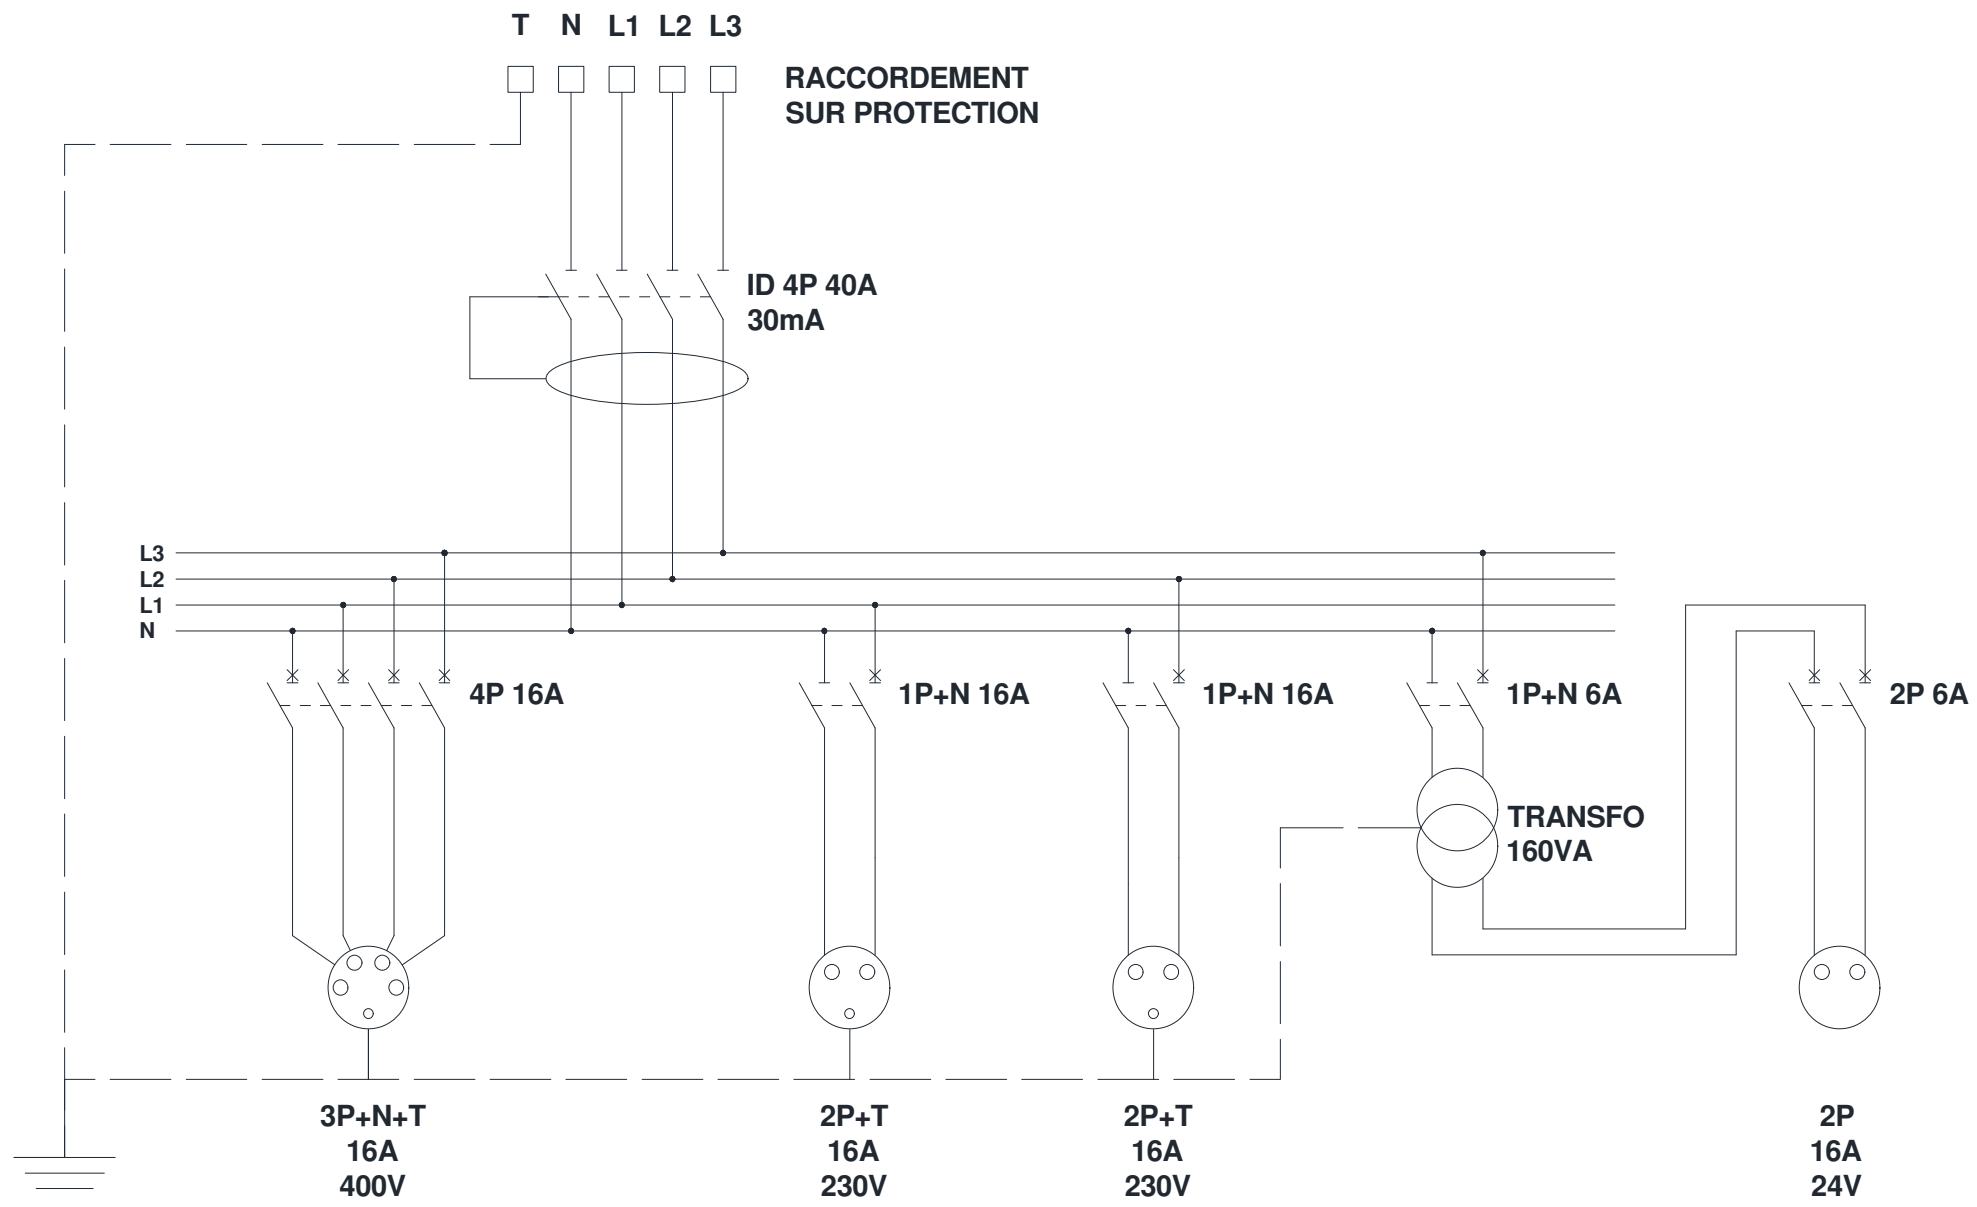 T N L1 L2 L3
RACCORDEMENT
SUR PROTECTION
ID 4P 40A
30mA
L3
L2
L1
N
4P 16A
1P+N 16A
1P+N 16A
1P+N 6A
2P 6A
TRANSFO
160VA
3P+N+T
16A
400V
2P+T
16A
230V
2P+T
16A
230V
2P
16A
24V